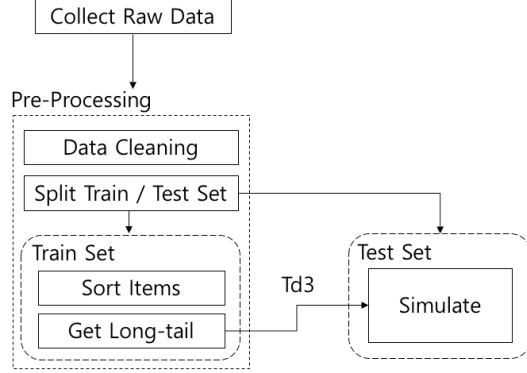 Collect Raw Data
Pre-Processing
Data Cleaning
Split Train / Test Set
Train Set
Sort Items
Get Long-tail
Td3
Test Set
Simulate